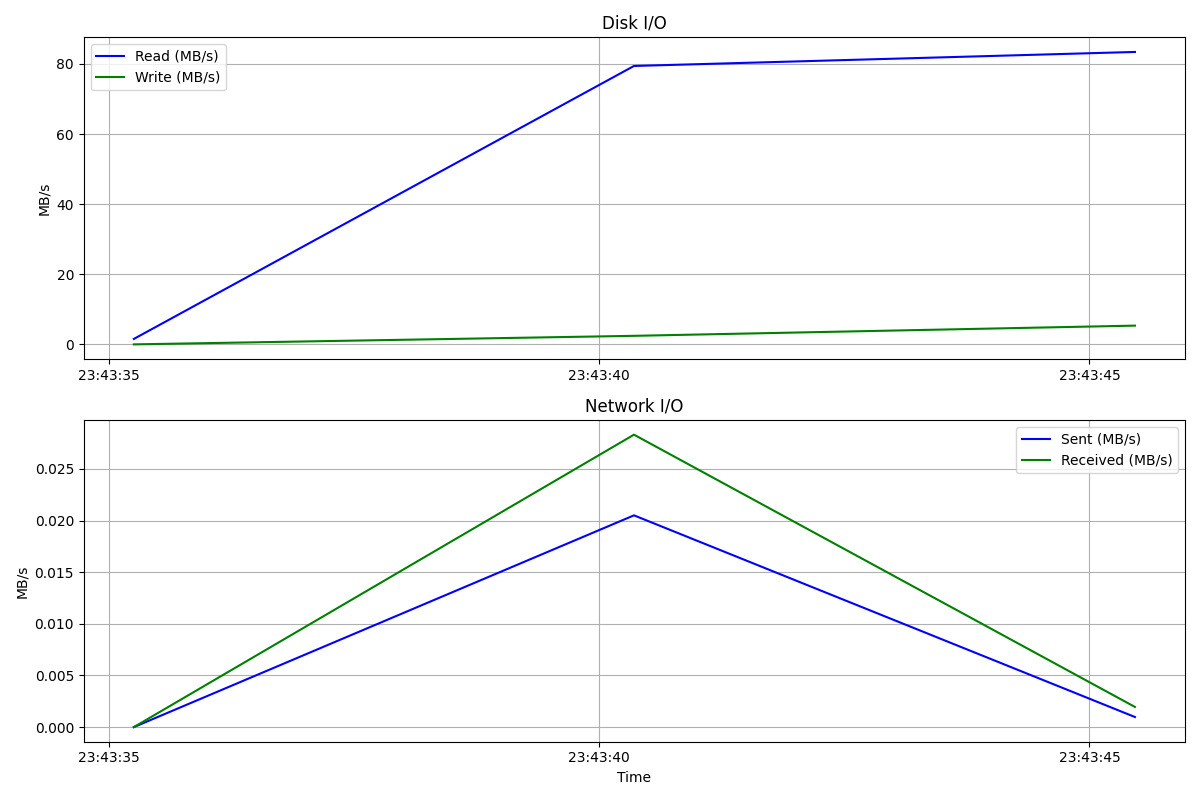 Disk I/O
Read (MB/s)
Write (MB/s)
MB/s
80
60
40
20
0
23:43:35
23:43:40
23:43:45
Network I/O
Sent (MB/s)
Received (MB/s)
MB/s
0.025
0.020
0.015
0.010
0.005
0.000
23:43:35
23:43:40
23:43:45
Time